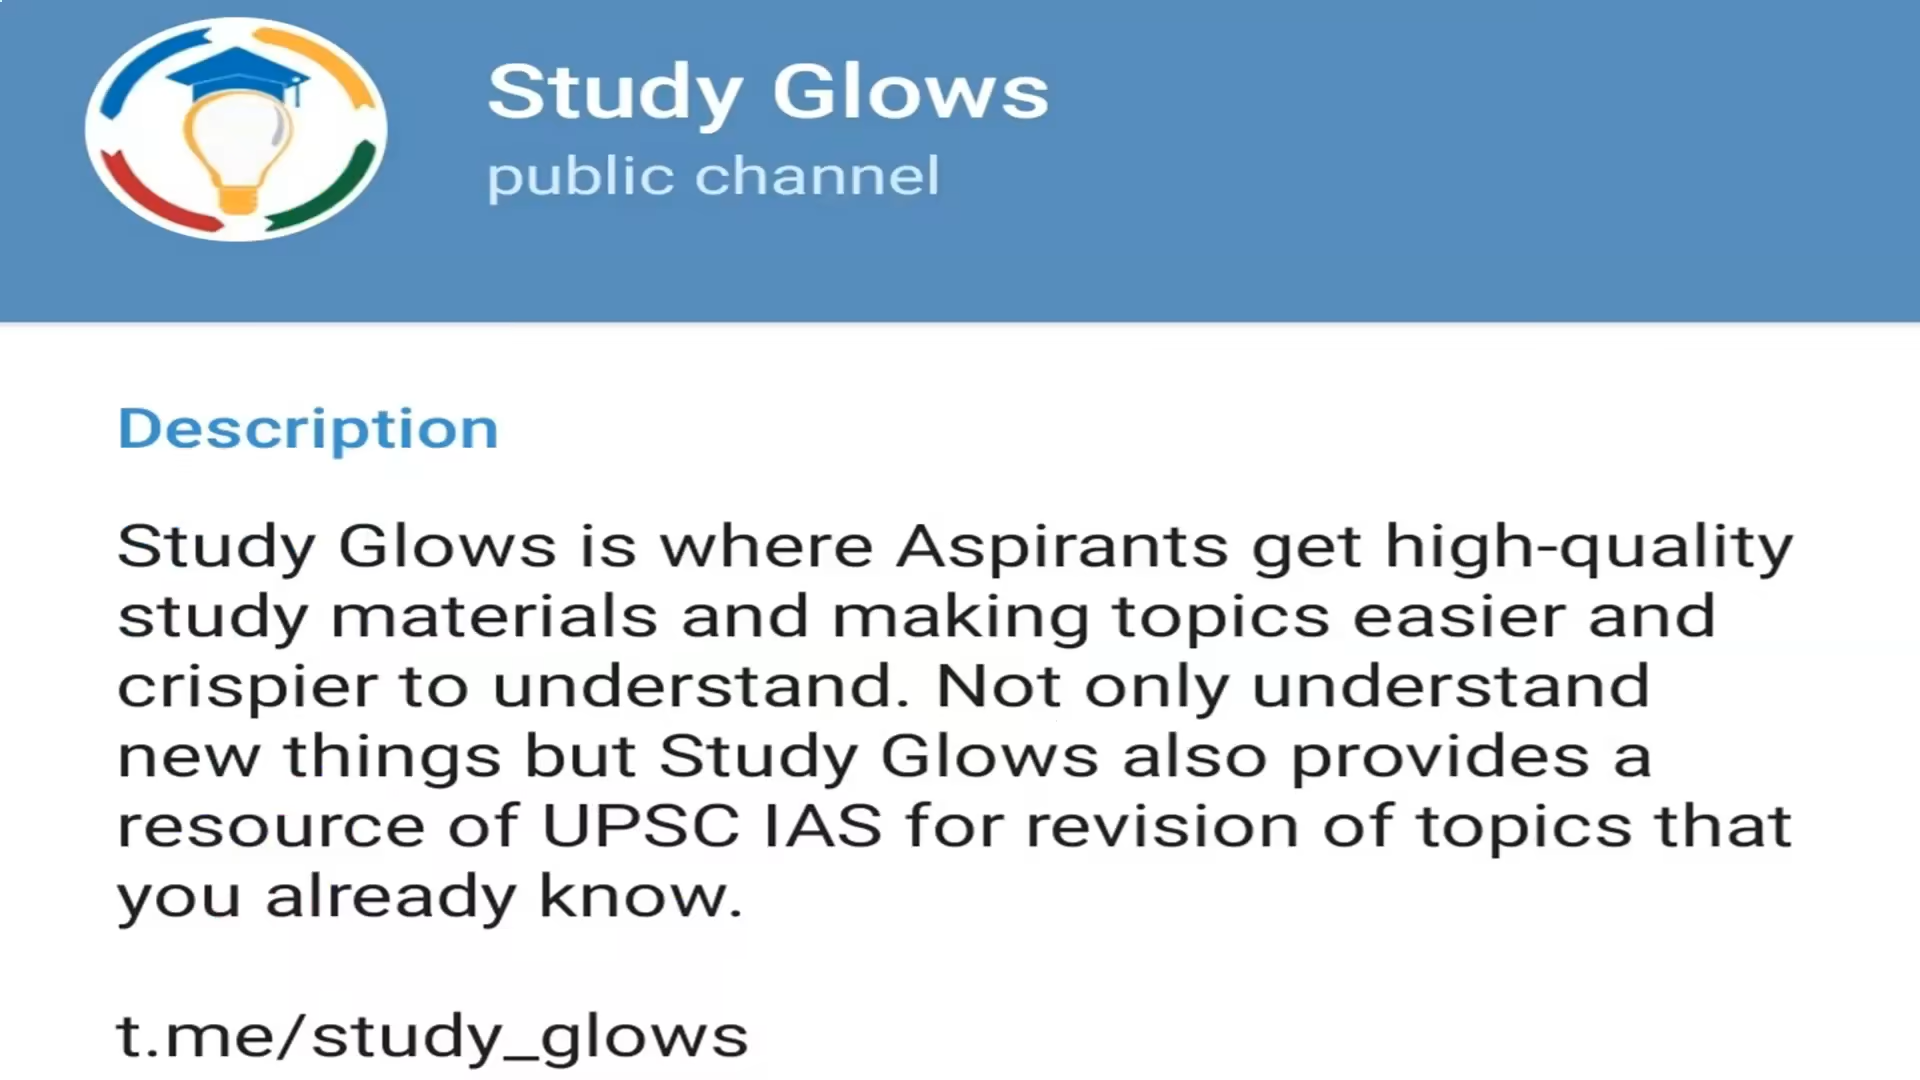 Study Glows
public channel
Description
Study Glows is where Aspirants get high-quality
study materials and making topics easier and
crispier to understand. Not only understand
new things but Study Glows also provides a
resource of UPSC IAS for revision of topics that
you already know.
t.me/study_glows